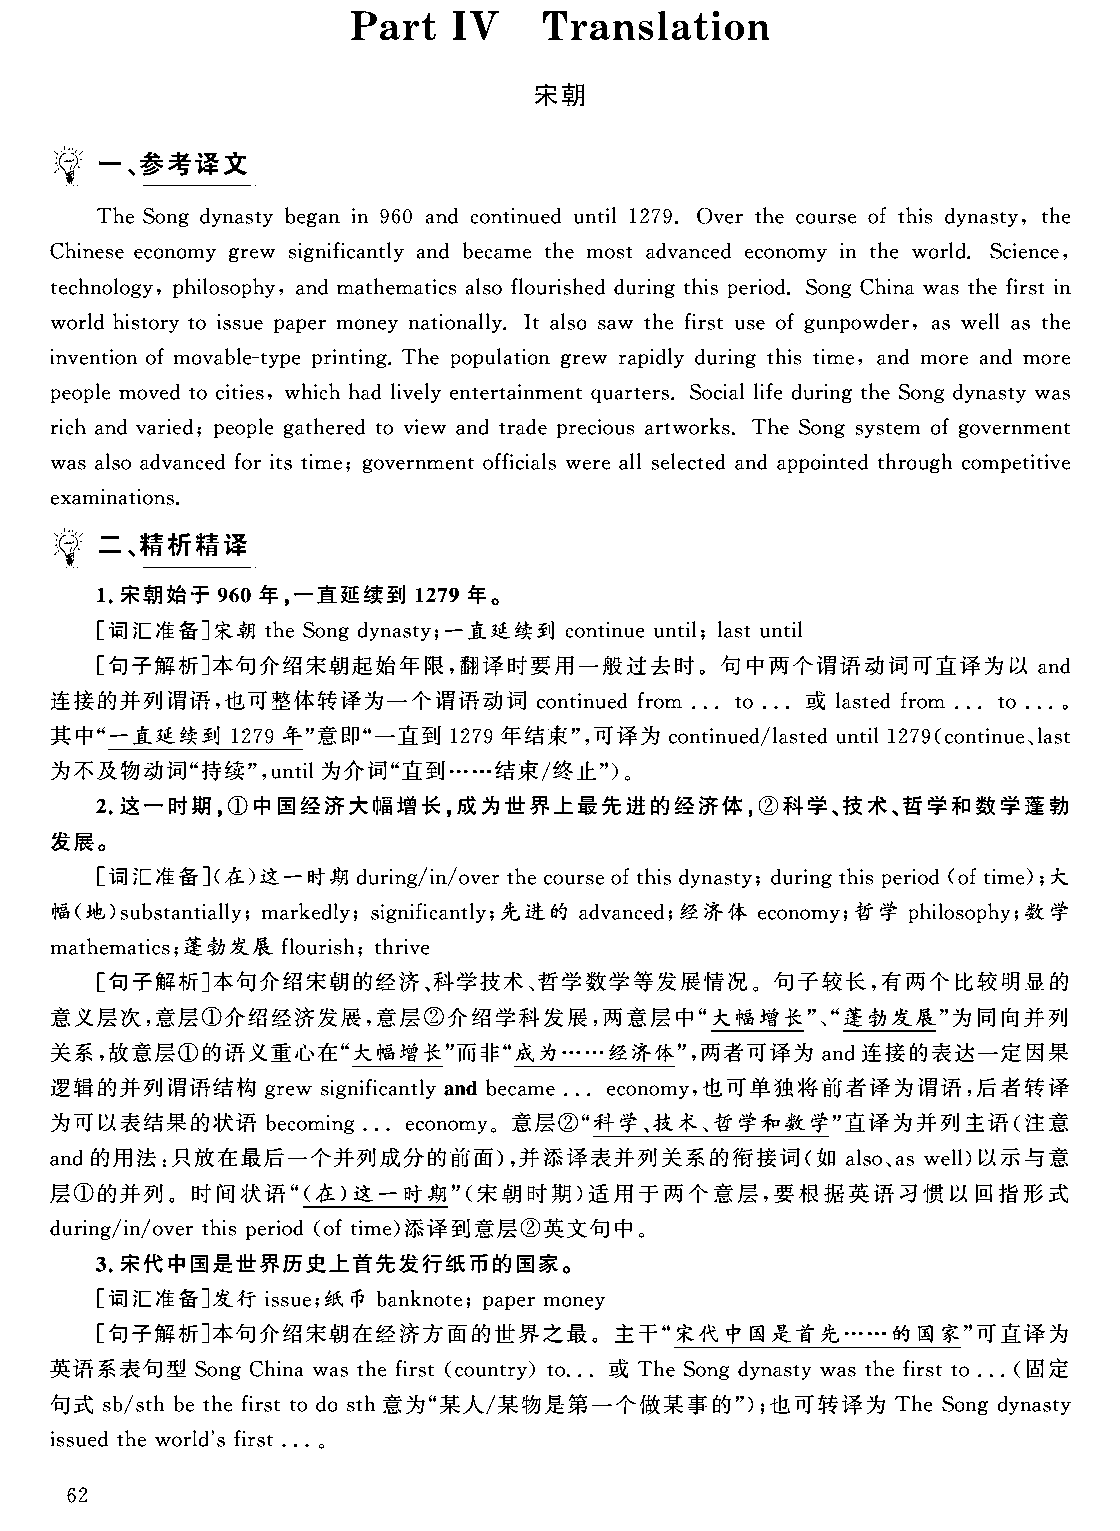 Part IV Translation
宋朝
一、参考译文
The Song dynasty began in 960 and continued until 1279. Over the course of this dynasty, the
Chinese economy grew significantly and became the most advanced economy in the world. Science,
technology, philosophy, and mathematics also flourished during this period. Song China was the first in
world history to issue paper money nationally. It also saw the first use of gunpowder, as well as the
invention of movable-type printing. The population grew rapidly during this time, and more and more
people moved to cities, which had lively entertainment quarters. Social life during the Song dynasty was
rich and varied; people gathered to view and trade precious artworks. The Song system of government
was also advanced for its time; government officials were all selected and appointed through competitive
examinations.
二、精析精译
1. 宋朝始于 960 年,一直延续到 1279 年。
[词汇准备]宋朝 the Song dynasty;一直延续到 continue until; last until
[句子解析]本句介绍宋朝起始年限,翻译时要用一般过去时。句中两个谓语动词可直译为以 and
连接的并列谓语,也可整体转译为一个谓语动词 continued from ... to ... 或 lasted from ... to ...。
其中“一直延续到 1279 年”意即“一直到 1279 年结束”,可译为 continued/lasted until 1279(continue、last
为不及物动词“持续”,until 为介词“直到……结束/终止”)。
2. 这一时期,①中国经济大幅增长,成为世界上最先进的经济体,②科学、技术、哲学和数学蓬勃
发展。
[词汇准备](在)这一时期 during/in/over the course of this dynasty; during this period (of time);大
幅(地)substantially; markedly; significantly;先进的 advanced;经济体 economy;哲学 philosophy;数学
mathematics;蓬勃发展 flourish; thrive
[句子解析]本句介绍宋朝的经济、科学技术、哲学数学等发展情况。句子较长,有两个比较明显的
意义层次,意层①介绍经济发展,意层②介绍学科发展,两意层中“大幅增长”、“蓬勃发展”为同向并列
关系,故意层①的语义重心在“大幅增长”而非“成为……经济体”,两者可译为 and 连接的表达一定因果
逻辑的并列谓语结构 grew significantly and became ... economy,也可单独将前者译为谓语,后者转译
为可以表结果的状语 becoming ... economy。意层②“科学、技术、哲学和数学”直译为并列主语(注意
and 的用法:只放在最后一个并列成分的前面),并添译表并列关系的衔接词(如 also、as well)以示与意
层①的并列。时间状语“(在)这一时期”(宋朝时期)适用于两个意层,要根据英语习惯以回指形式
during/in/over this period (of time)添译到意层②英文句中。
3. 宋代中国是世界历史上首先发行纸币的国家。
[词汇准备]发行 issue;纸币 banknote; paper money
[句子解析]本句介绍宋朝在经济方面的世界之最。主干“宋代中国是首先……的国家”可直译为
英语系表句型 Song China was the first (country) to... 或 The Song dynasty was the first to ...(固定
句式 sb/sth be the first to do sth 意为“某人/某物是第一个做某事的”);也可转译为 The Song dynasty
issued the world's first ...。
62